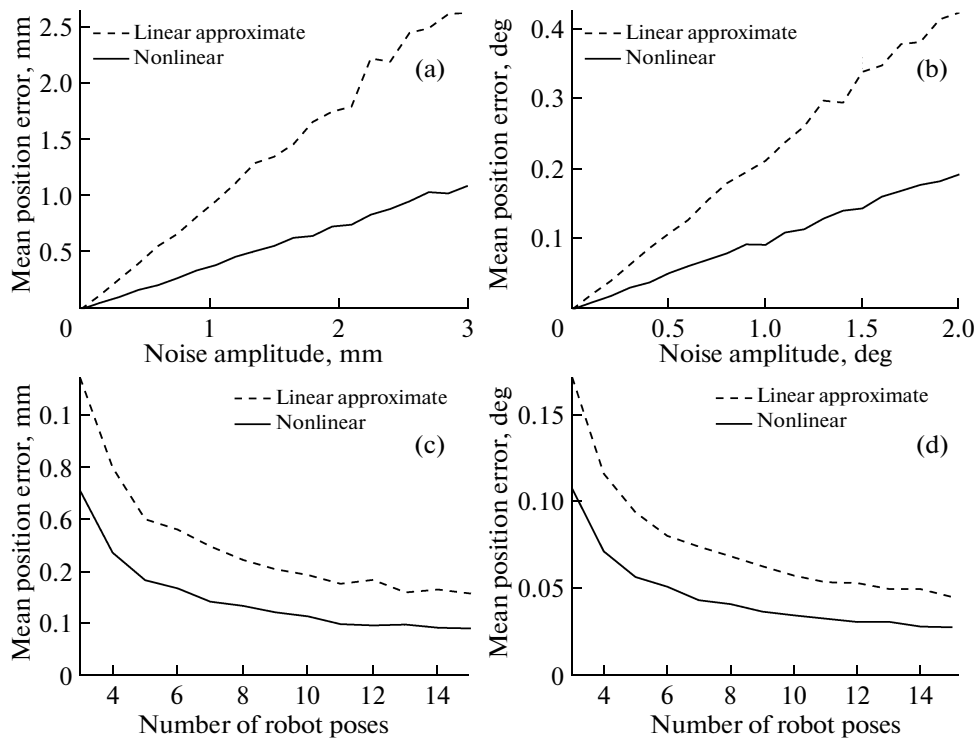 Mean position error, mm
2.5
2.0
1.5
1.0
0.5
0
1
2
3
Linear approximate
Nonlinear
(a)
Noise amplitude, mm
Mean position error, deg
0.4
0.3
0.2
0.1
0
0.5
1.0
1.5
2.0
Linear approximate
Nonlinear
(b)
Noise amplitude, deg
Mean position error, mm
0.1
0.8
0.6
0.2
0.1
0
4
6
8
10
12
14
Linear approximate
Nonlinear
(c)
Number of robot poses
Mean position error, deg
0.15
0.10
0.05
0
4
6
8
10
12
14
Linear approximate
Nonlinear
(d)
Number of robot poses